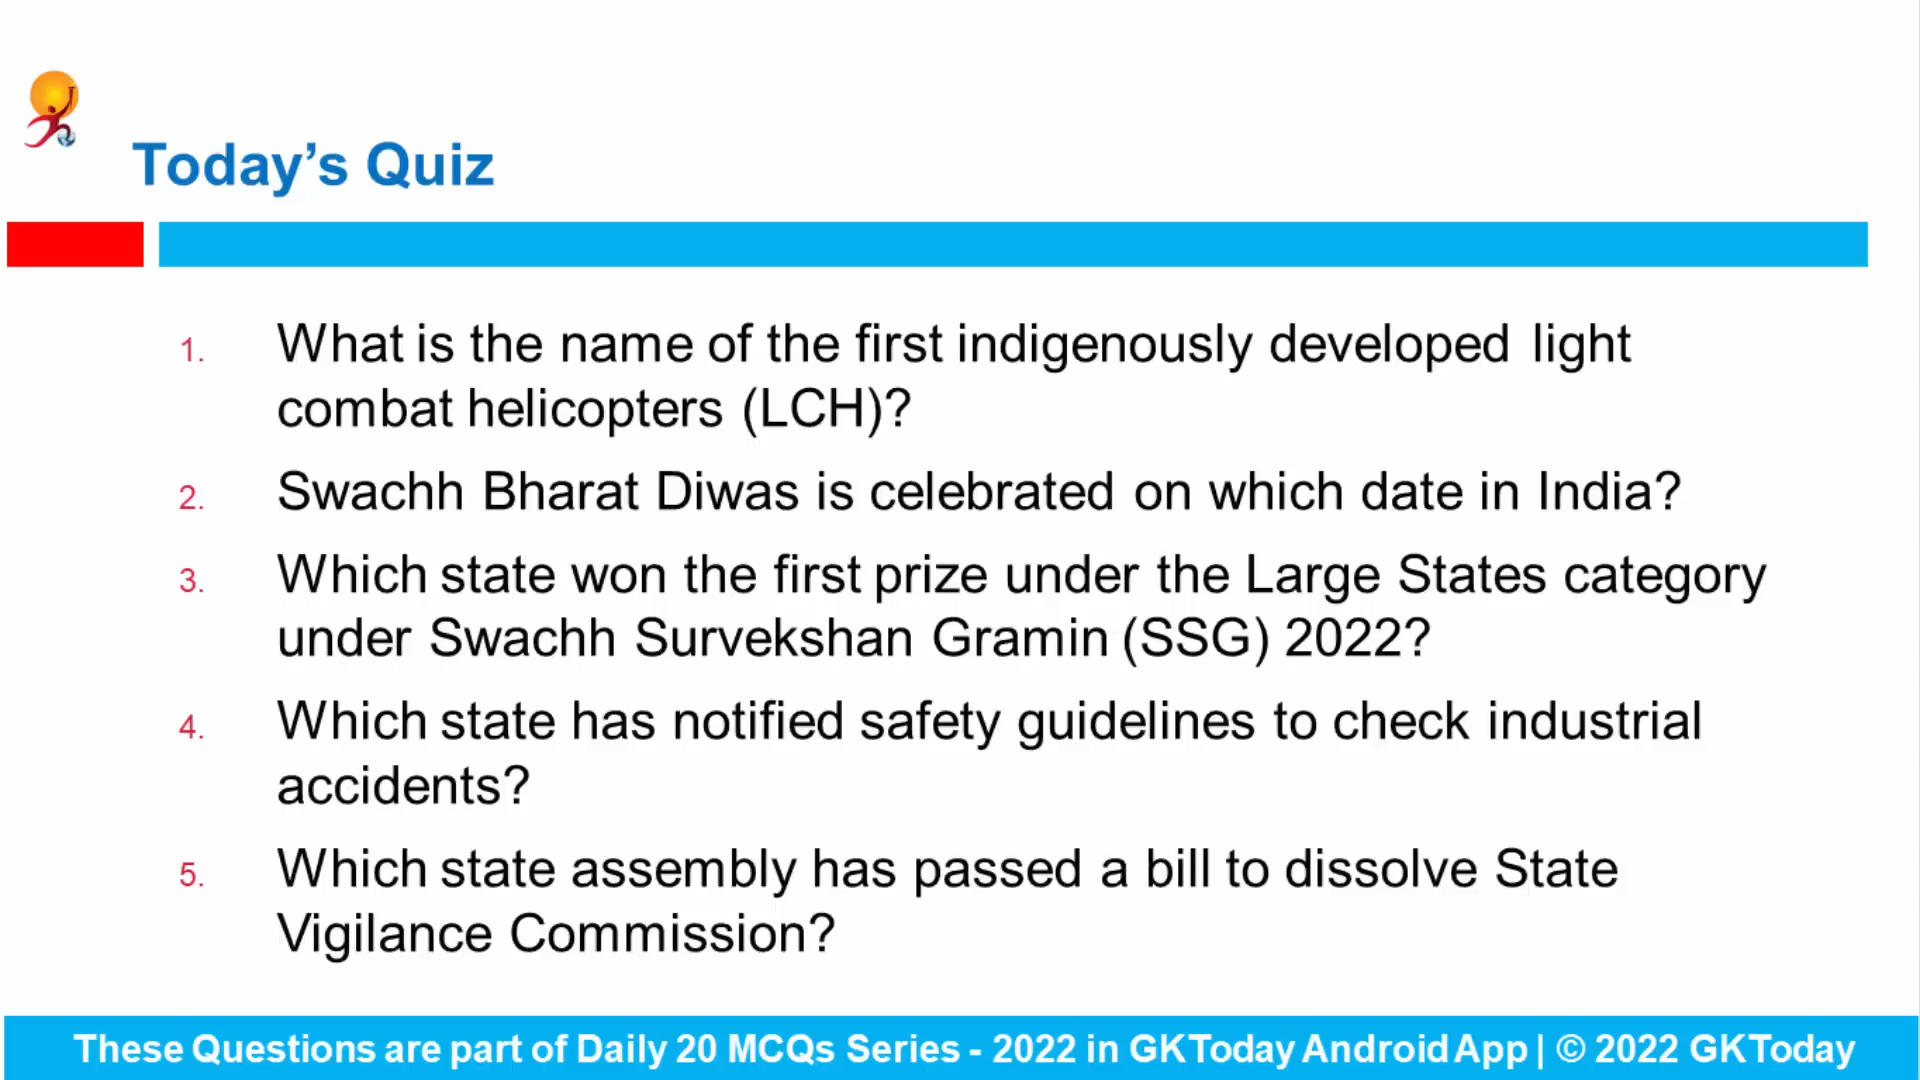 Today’s Quiz
1. What is the name of the first indigenously developed light
combat helicopters (LCH)?
2. Swachh Bharat Diwas is celebrated on which date in India?
3. Which state won the first prize under the Large States category
under Swachh Survekshan Gramin (SSG) 2022?
4. Which state has notified safety guidelines to check industrial
accidents?
5. Which state assembly has passed a bill to dissolve State
Vigilance Commission?
These Questions are part of Daily 20 MCQs Series - 2022 in GKToday Android App | © 2022 GKToday